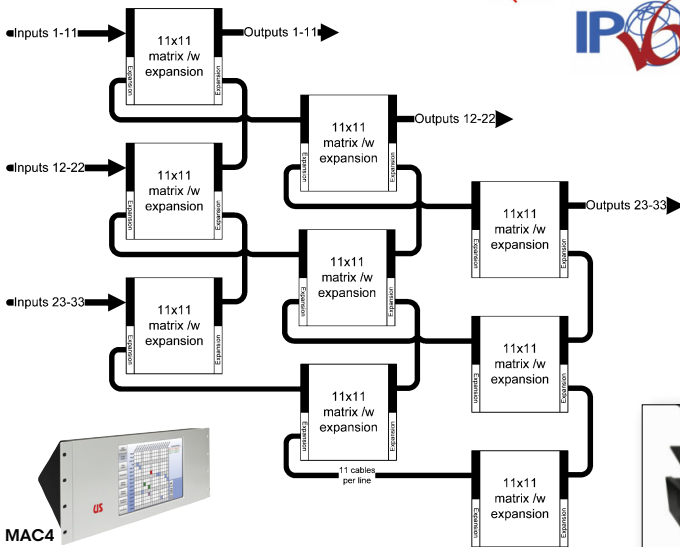 Inputs 1-11
11x11
matrix /w
expansion
Expansion
Expansion
Outputs 1-11
IPv6
11x11
matrix /w
expansion
Expansion
Expansion
Outputs 12-22
Inputs 12-22
11x11
matrix /w
expansion
Expansion
Expansion
11x11
matrix /w
expansion
Expansion
Expansion
Outputs 23-33
11x11
matrix /w
expansion
Expansion
Expansion
Inputs 23-33
11x11
matrix /w
expansion
Expansion
Expansion
11x11
matrix /w
expansion
Expansion
Expansion
11x11
matrix /w
expansion
Expansion
Expansion
11 cables
per line
11x11
matrix /w
expansion
Expansion
Expansion
MAC4